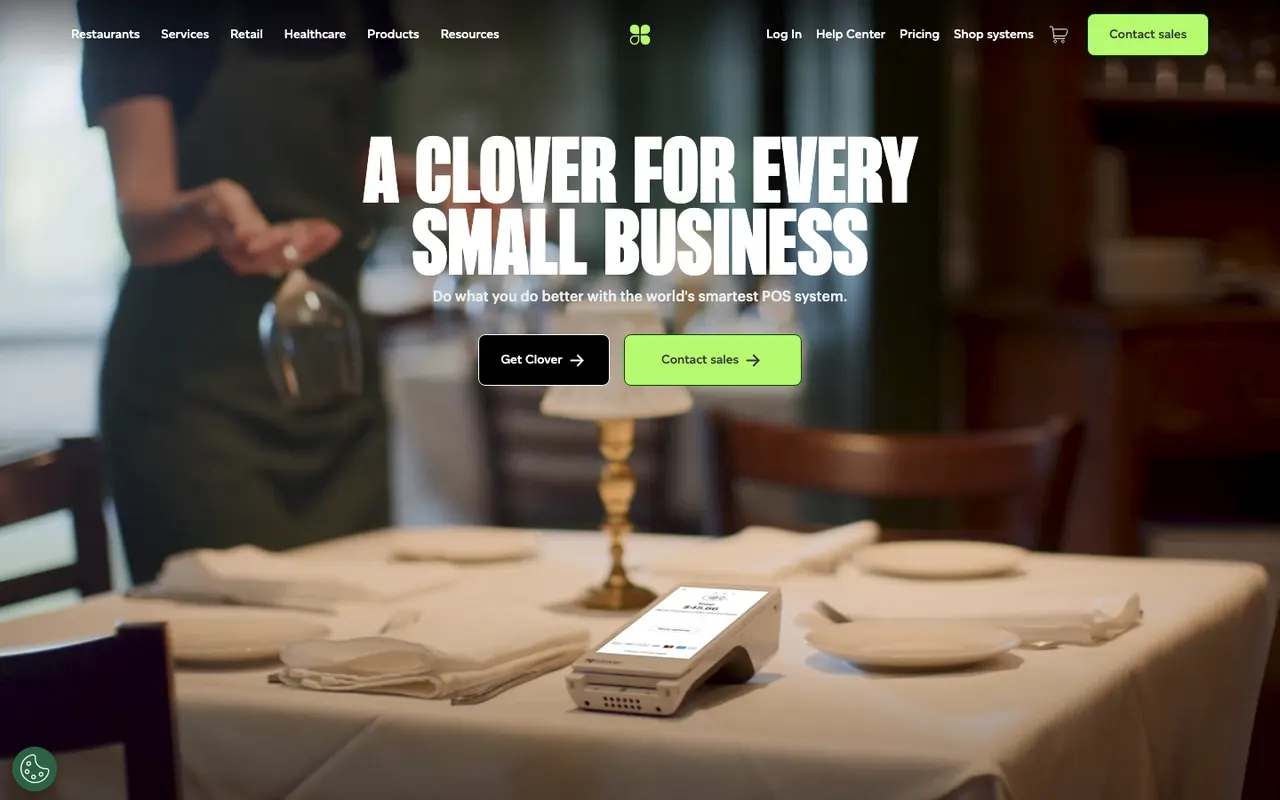 Restaurants Services Retail Healthcare Products Resources Log In Help Center Pricing Shop systems Contact sales
A CLOVER FOR EVERY
SMALL BUSINESS
Do what you do better with the world's smartest POS system.
Get Clover Contact sales